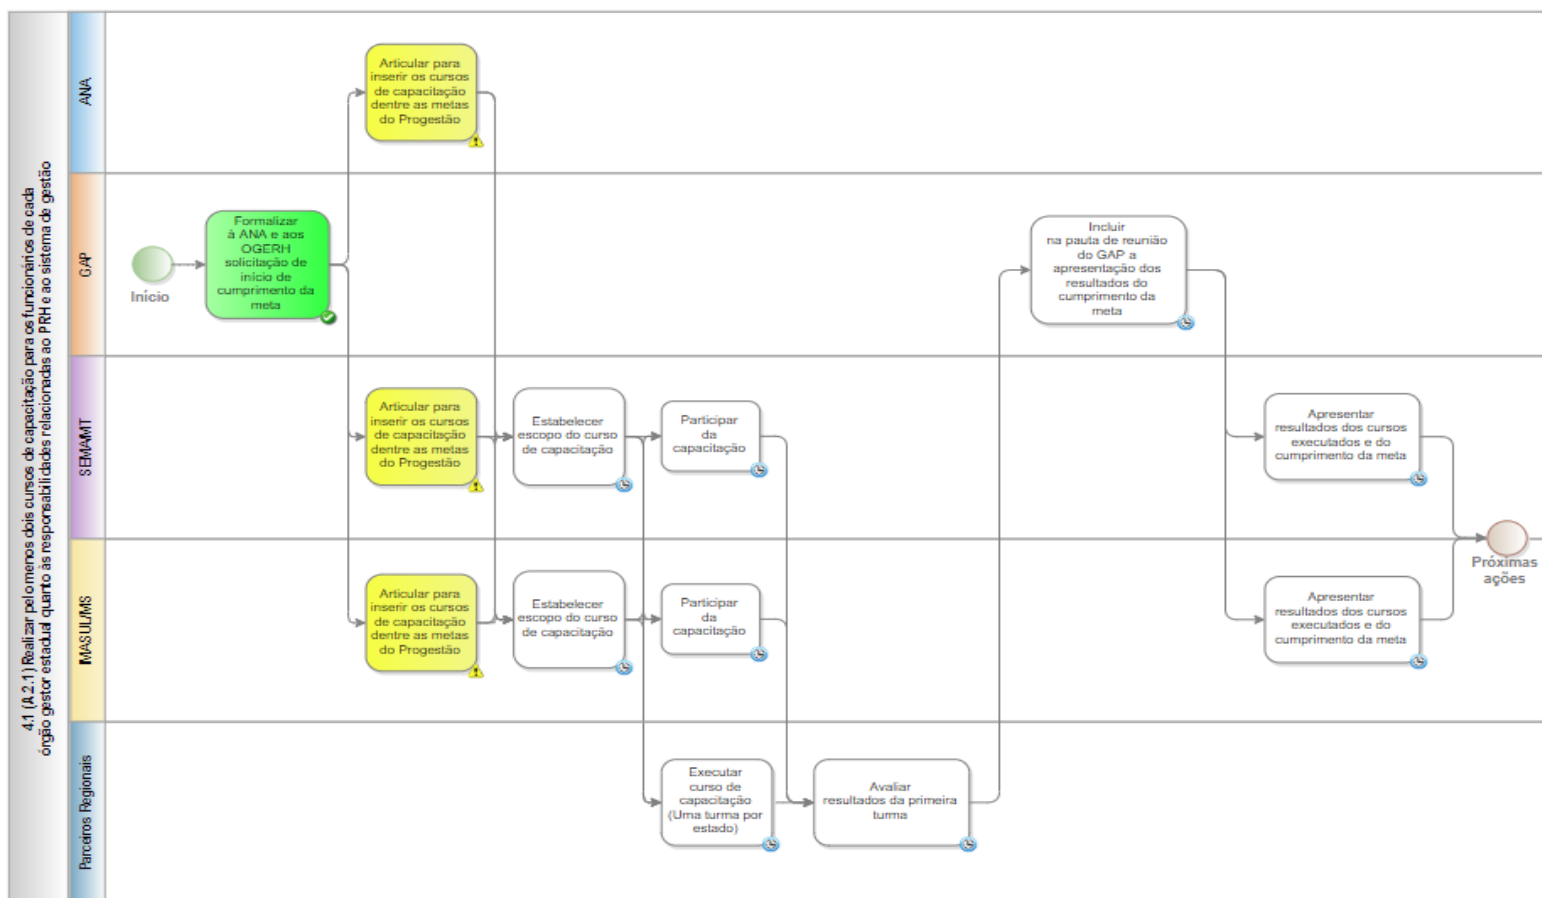 4.1 (A.2.1) Realizar pelo menos dois cursos de capacitação para os funcionários de cada
órgão gestor estadual quanto às responsabilidades relacionadas ao PRH e ao sistema de gestão
ANA
Articular para
inserir os cursos
de capacitação
dentre as metas
do Progestão
GAP
Início
Formalizar
à ANA e aos
OGERH
solicitação de
início de
cumprimento da
meta
Incluir
na pauta de reunião
do GAP a
apresentação dos
resultados do
cumprimento da
meta
SEMA/MT
Articular para
inserir os cursos
de capacitação
dentre as metas
do Progestão
Estabelecer
escopo do curso
de capacitação
Participar
da
capacitação
Apresentar
resultados dos cursos
executados e do
cumprimento da meta
Próximas
ações
IMASUL/MS
Articular para
inserir os cursos
de capacitação
dentre as metas
do Progestão
Estabelecer
escopo do curso
de capacitação
Participar
da
capacitação
Apresentar
resultados dos cursos
executados e do
cumprimento da meta
Parceiros Regionais
Executar
curso de
capacitação
(Uma turma por
estado)
Avaliar
resultados da primeira
turma